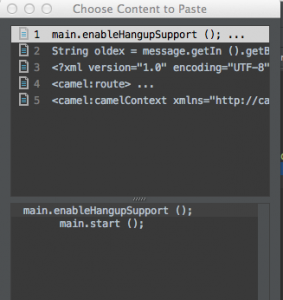 Choose Content to Paste
1 main.enableHangupSupport (); ...
2 String oldex = message.getIn ().getB
3 <?xml version="1.0" encoding="UTF-8"
4 <camel:route> ...
5 <camel:camelContext xmlns="http://ca
main.enableHangupSupport ();
main.start ();